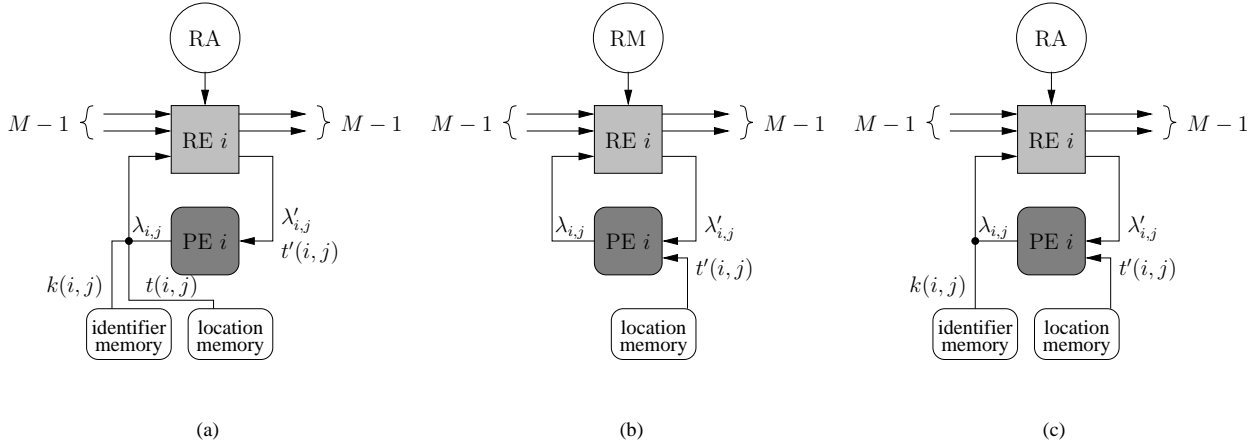 RA
M − 1
M − 1
RE i
λi,j
λ′i,j
PE i
t′(i, j)
k(i, j)
t(i, j)
identifier
memory
location
memory
(a)
RM
M − 1
M − 1
RE i
λi,j
λ′i,j
PE i
t′(i, j)
location
memory
(b)
RA
M − 1
M − 1
RE i
λi,j
λ′i,j
PE i
t′(i, j)
k(i, j)
identifier
memory
location
memory
(c)